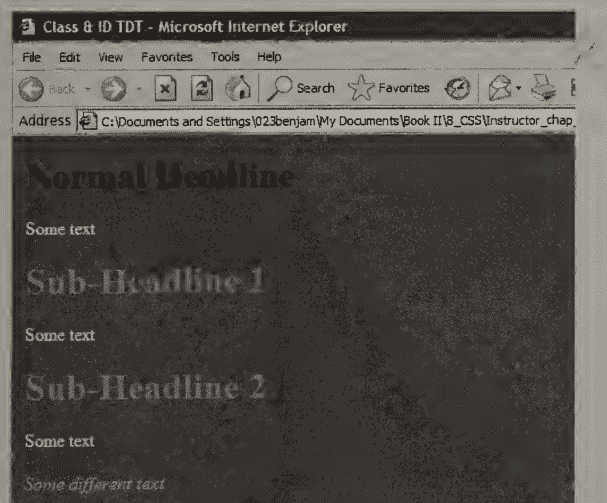 Class & ID TDT - Microsoft Internet Explorer
File Edit View Favorites Tools Help
Back Search Favorites
Address C:\Documents and Settings\023benjam\My Documents\Book II\8_CSS\Instructor_chap_
Normal Headline
Some text
Sub-Headline 1
Some text
Sub-Headline 2
Some text
Some different text